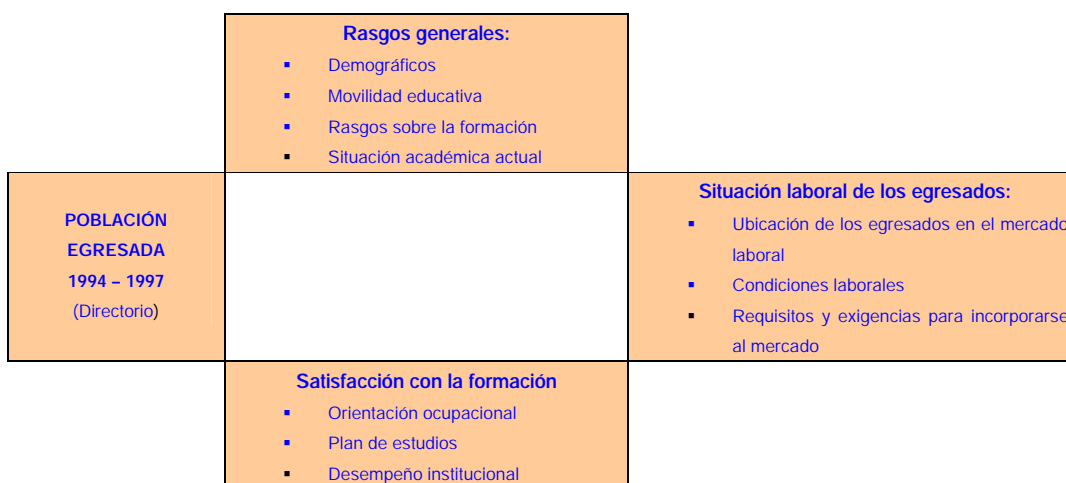 Rasgos generales:
▪ Demográficos
▪ Movilidad educativa
▪ Rasgos sobre la formación
▪ Situación académica actual
POBLACIÓN
EGRESADA
1994 – 1997
(Directorio)
Situación laboral de los egresados:
▪ Ubicación de los egresados en el mercado
laboral
▪ Condiciones laborales
▪ Requisitos y exigencias para incorporarse
al mercado
Satisfacción con la formación
▪ Orientación ocupacional
▪ Plan de estudios
▪ Desempeño institucional